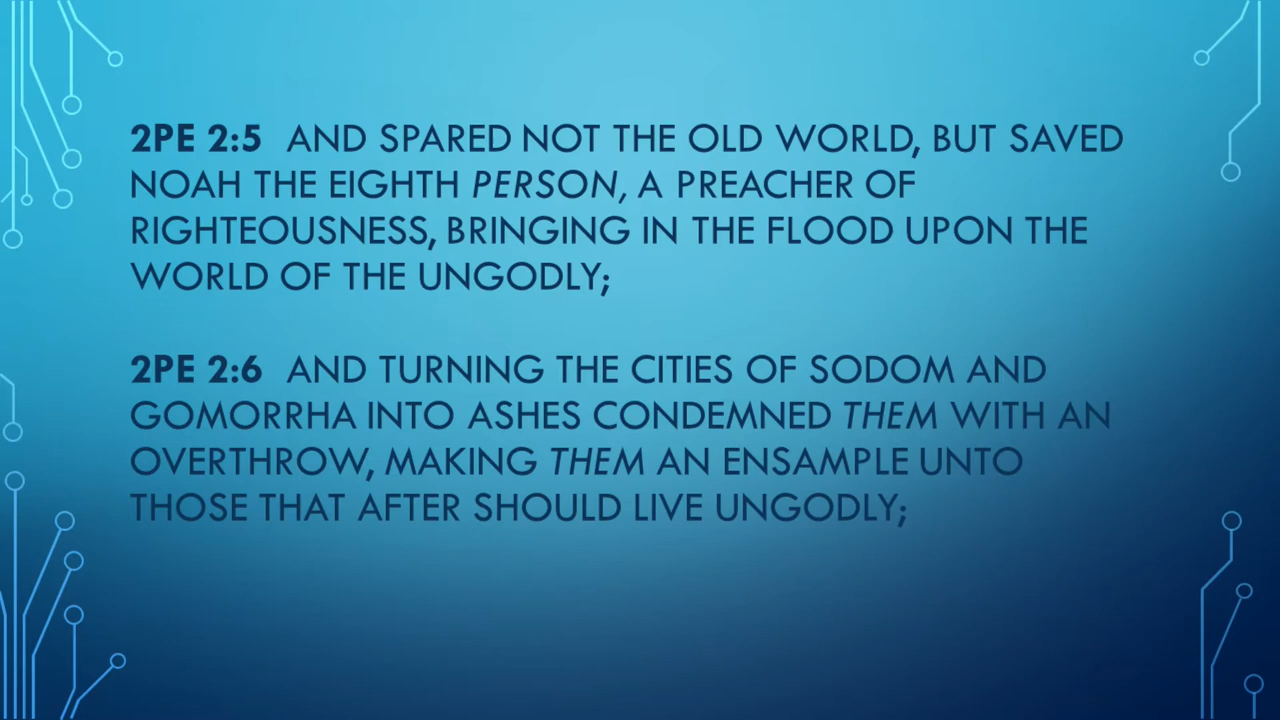 2PE 2:5 AND SPARED NOT THE OLD WORLD, BUT SAVED
NOAH THE EIGHTH PERSON, A PREACHER OF
RIGHTEOUSNESS, BRINGING IN THE FLOOD UPON THE
WORLD OF THE UNGODLY;
2PE 2:6 AND TURNING THE CITIES OF SODOM AND
GOMORRHA INTO ASHES CONDEMNED THEM WITH AN
OVERTHROW, MAKING THEM AN ENSAMPLE UNTO
THOSE THAT AFTER SHOULD LIVE UNGODLY;